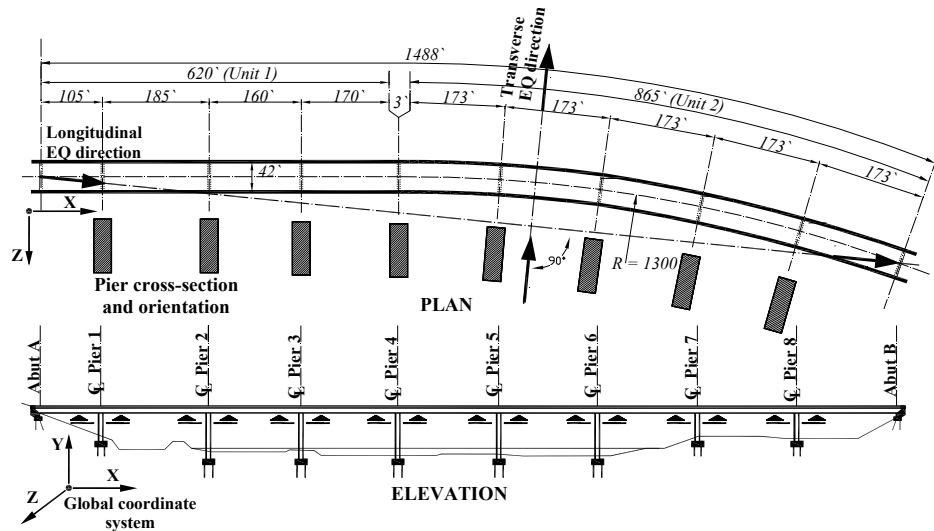 1488`
620` (Unit 1)
865` (Unit 2)
105`
185`
160`
170`
3`
173`
173`
173`
173`
173`
Transverse
EQ direction
Longitudinal
EQ direction
42`
X
Z
90°
R = 1300
Pier cross-section
and orientation
PLAN
Abut A
℄ Pier 1
℄ Pier 2
℄ Pier 3
℄ Pier 4
℄ Pier 5
℄ Pier 6
℄ Pier 7
℄ Pier 8
Abut B
Y
X
Z
Global coordinate
system
ELEVATION